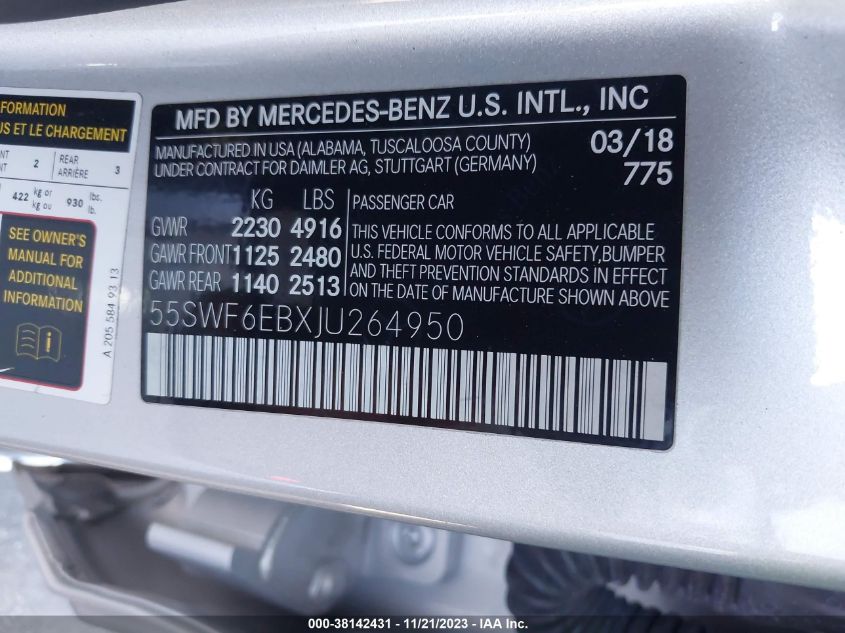 FORMATION
US ET LE CHARGEMENT
NT 2 REAR 3
NT ARRIÈRE
422 kg or 930 lbs.
kg ou lb.
SEE OWNER'S
MANUAL FOR
ADDITIONAL
INFORMATION
A 205 584 93 13
MFD BY MERCEDES-BENZ U.S. INTL., INC
MANUFACTURED IN USA (ALABAMA, TUSCALOOSA COUNTY) 03/18
UNDER CONTRACT FOR DAIMLER AG, STUTTGART (GERMANY) 775
KG LBS PASSENGER CAR
GVWR 2230 4916
GAWR FRONT 1125 2480
GAWR REAR 1140 2513
THIS VEHICLE CONFORMS TO ALL APPLICABLE
U.S. FEDERAL MOTOR VEHICLE SAFETY,BUMPER
AND THEFT PREVENTION STANDARDS IN EFFECT
ON THE DATE OF MANUFACTURE SHOWN ABOVE
55SWF6EBXJU264950
000-38142431 - 11/21/2023 - IAA Inc.